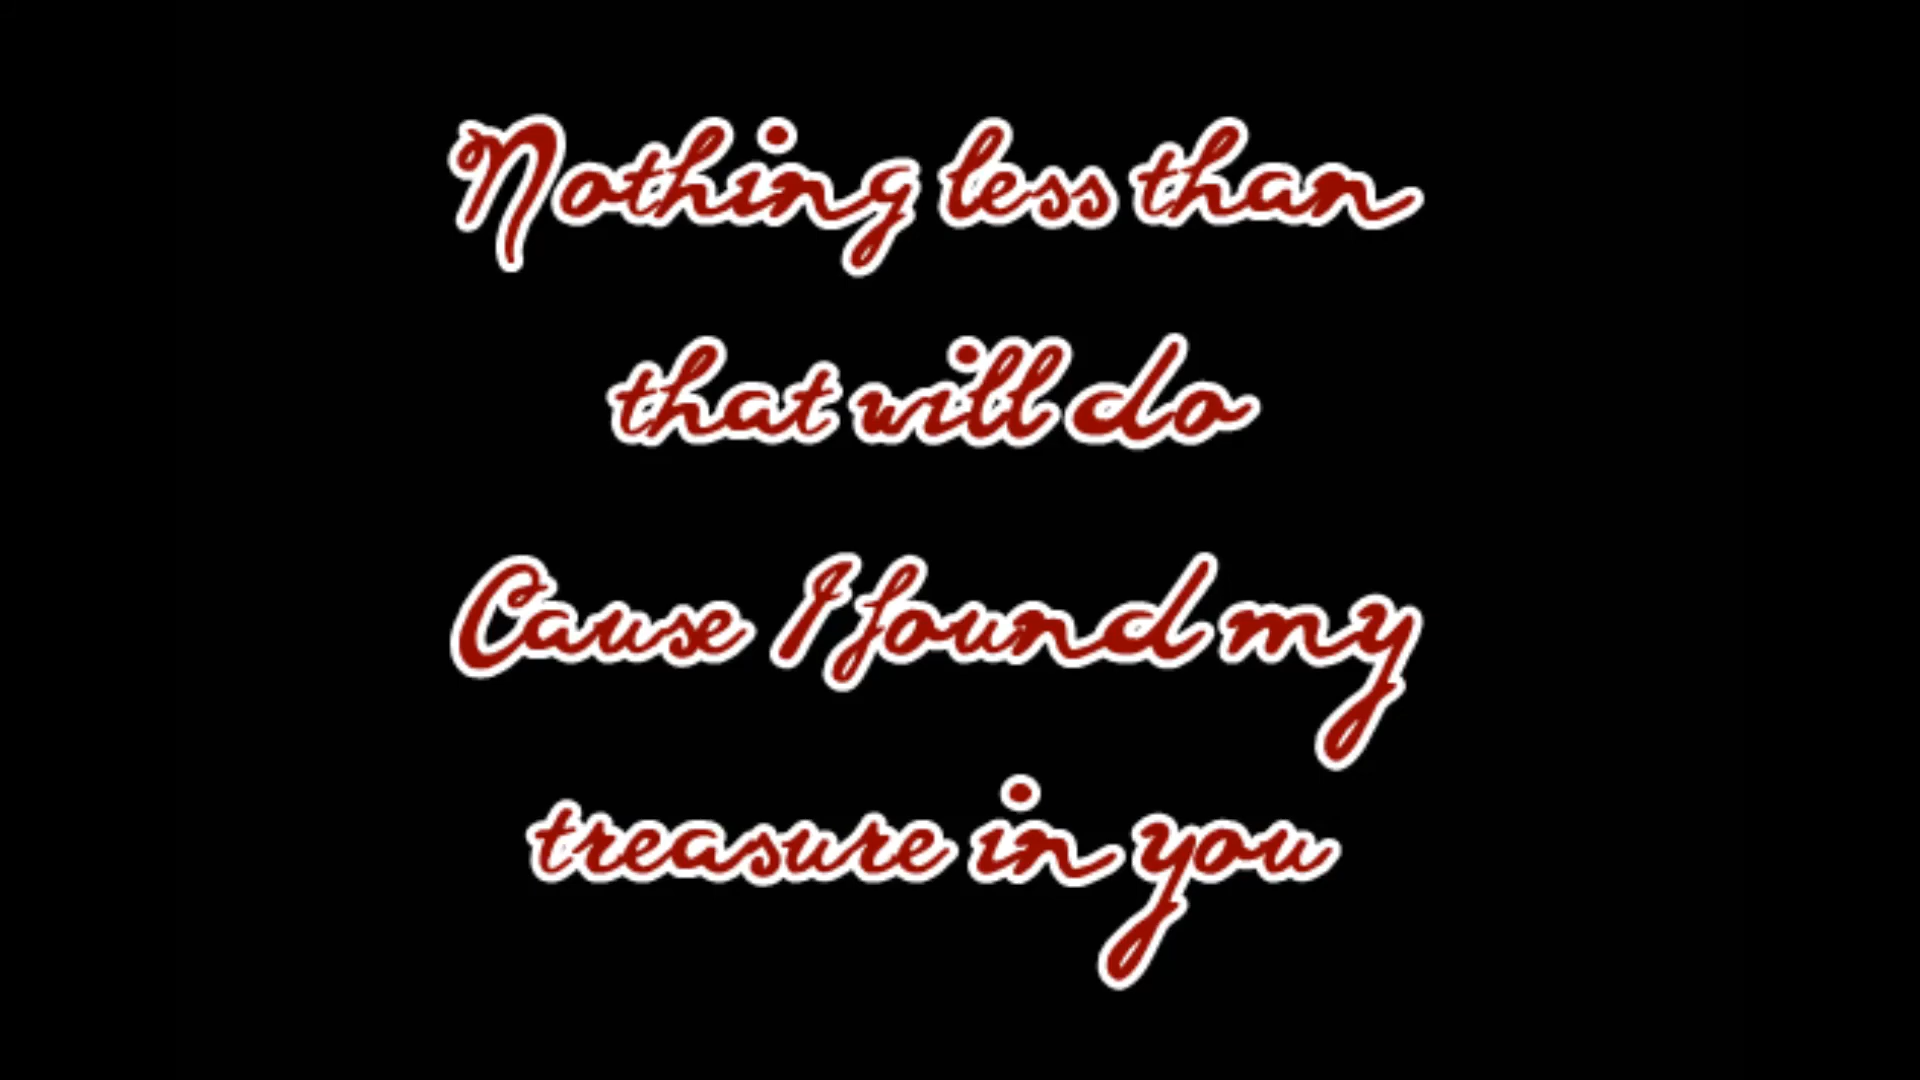 Nothing less than
that will do
Cause I found my
treasure in you